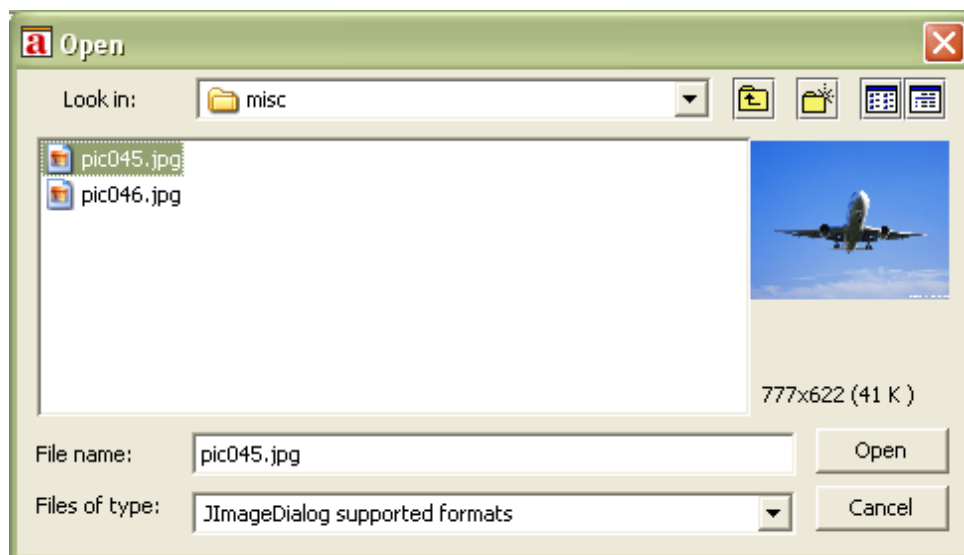 a Open
Look in: misc
pic045.jpg
pic046.jpg
777x622 (41 K )
File name: pic045.jpg Open
Files of type: JImageDialog supported formats Cancel